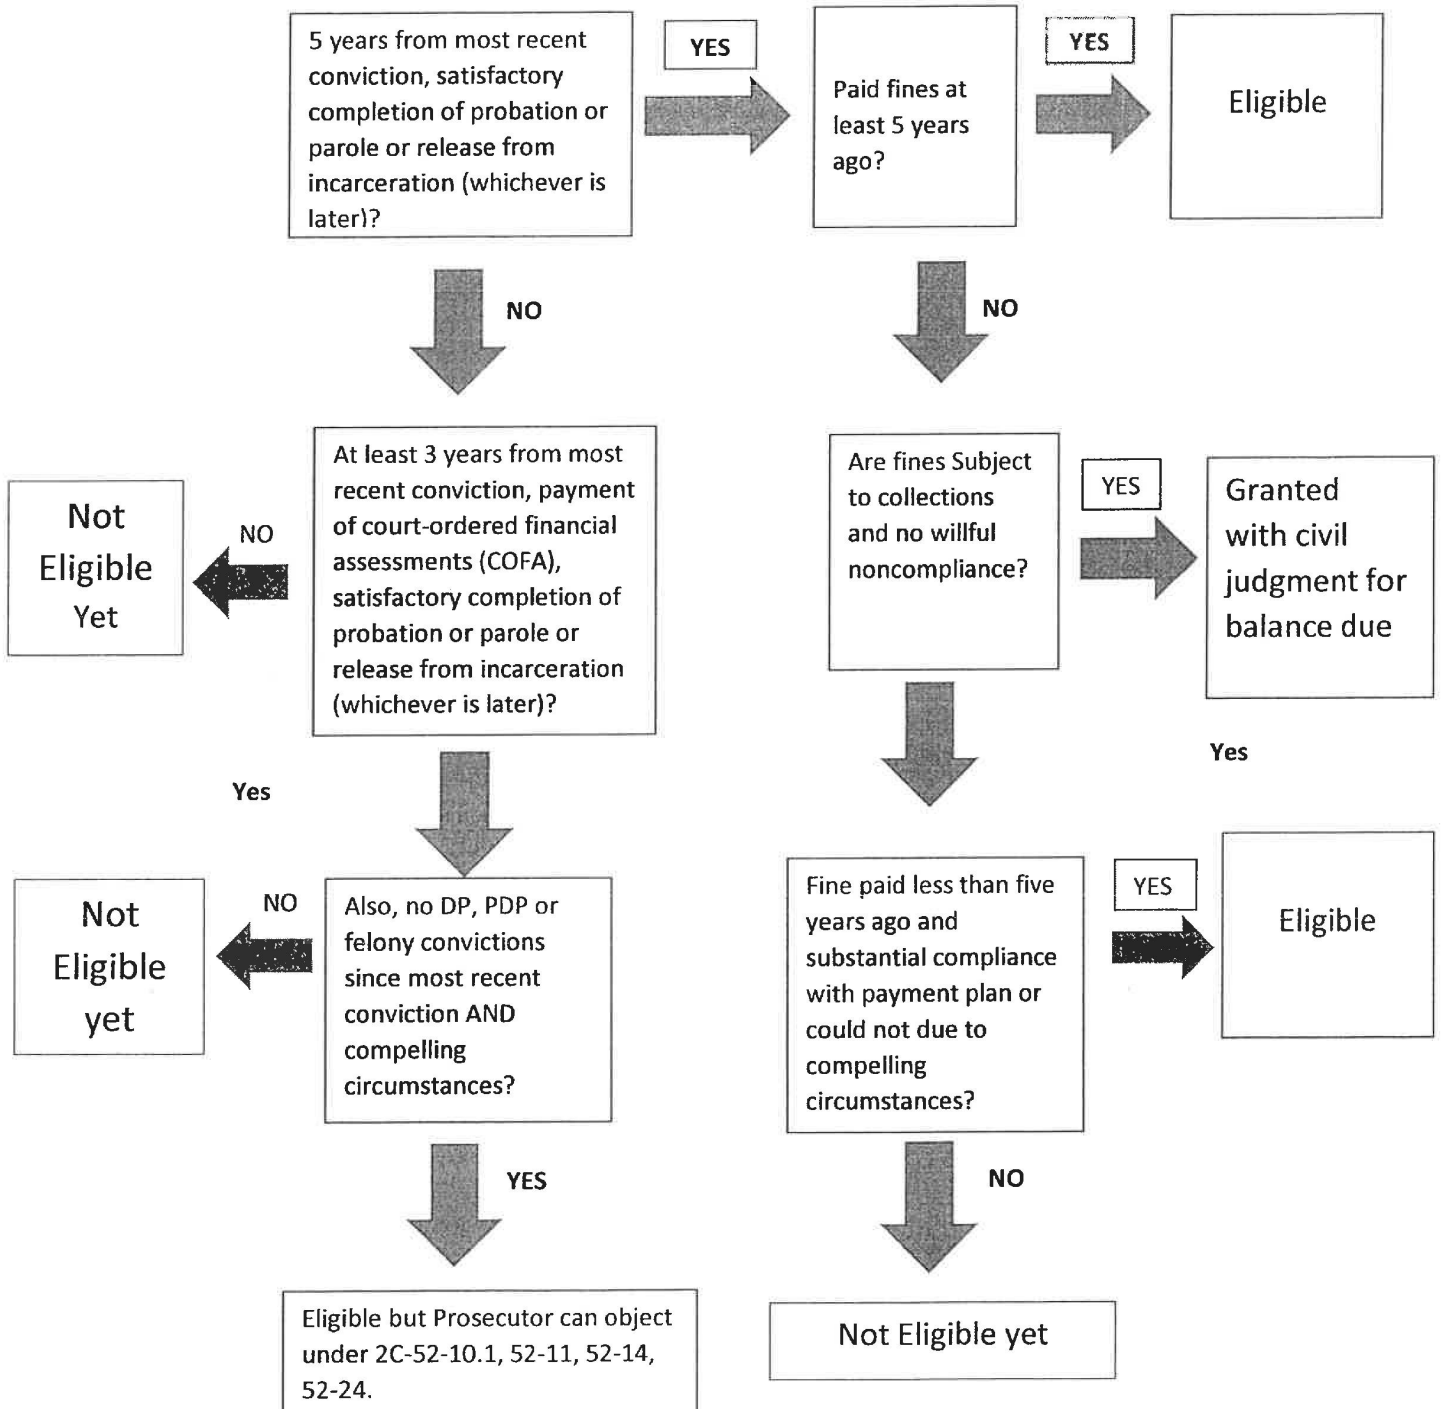 5 years from most recent
conviction, satisfactory
completion of probation or
parole or release from
incarceration (whichever is
later)?
YES
Paid fines at
least 5 years
ago?
YES
Eligible
NO
NO
At least 3 years from most
recent conviction, payment
of court-ordered financial
assessments (COFA),
satisfactory completion of
probation or parole or
release from incarceration
(whichever is later)?
NO
Not
Eligible
Yet
Are fines Subject
to collections
and no willful
noncompliance?
YES
Granted
with civil
judgment for
balance due
Yes
Yes
Also, no DP, PDP or
felony convictions
since most recent
conviction AND
compelling
circumstances?
NO
Not
Eligible
yet
Fine paid less than five
years ago and
substantial compliance
with payment plan or
could not due to
compelling
circumstances?
YES
Eligible
YES
NO
Eligible but Prosecutor can object
under 2C-52-10.1, 52-11, 52-14,
52-24.
Not Eligible yet